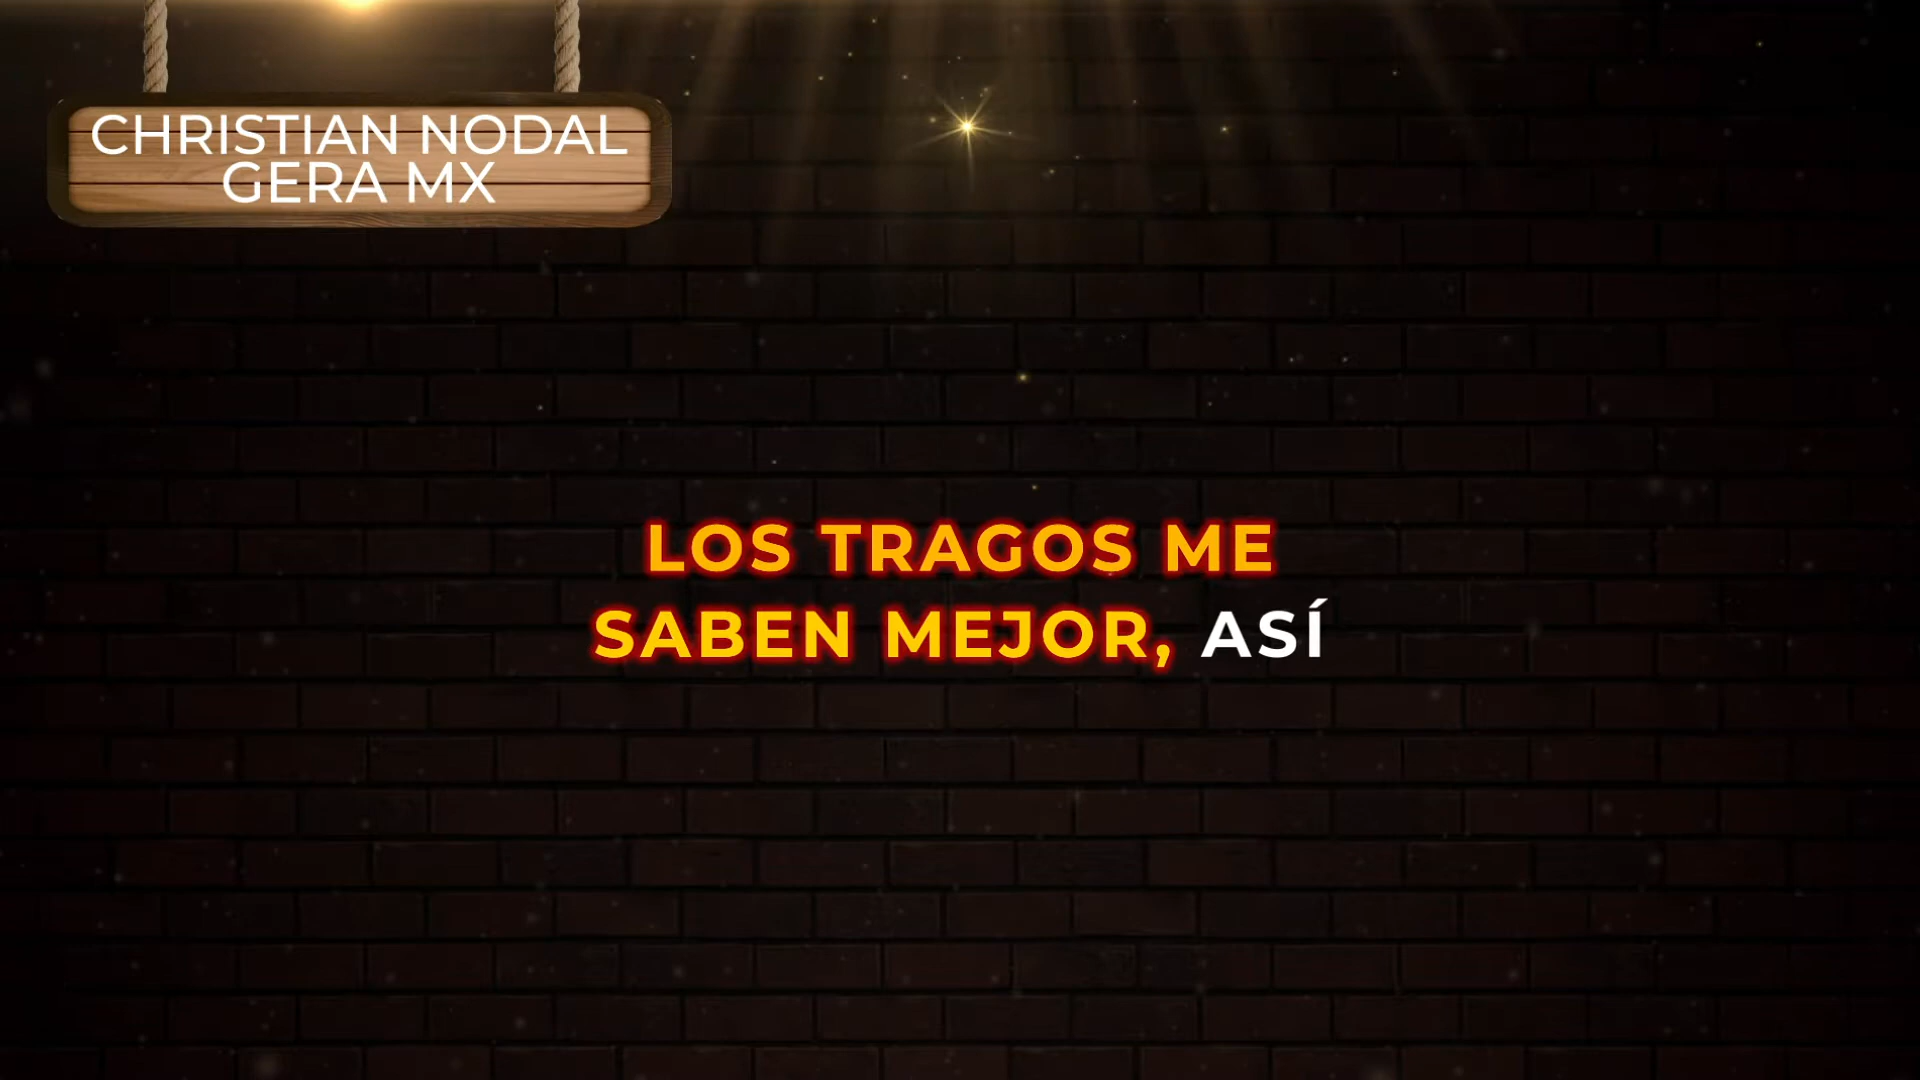 CHRISTIAN NODAL
GERA MX
LOS TRAGOS ME
SABEN MEJOR, ASÍ